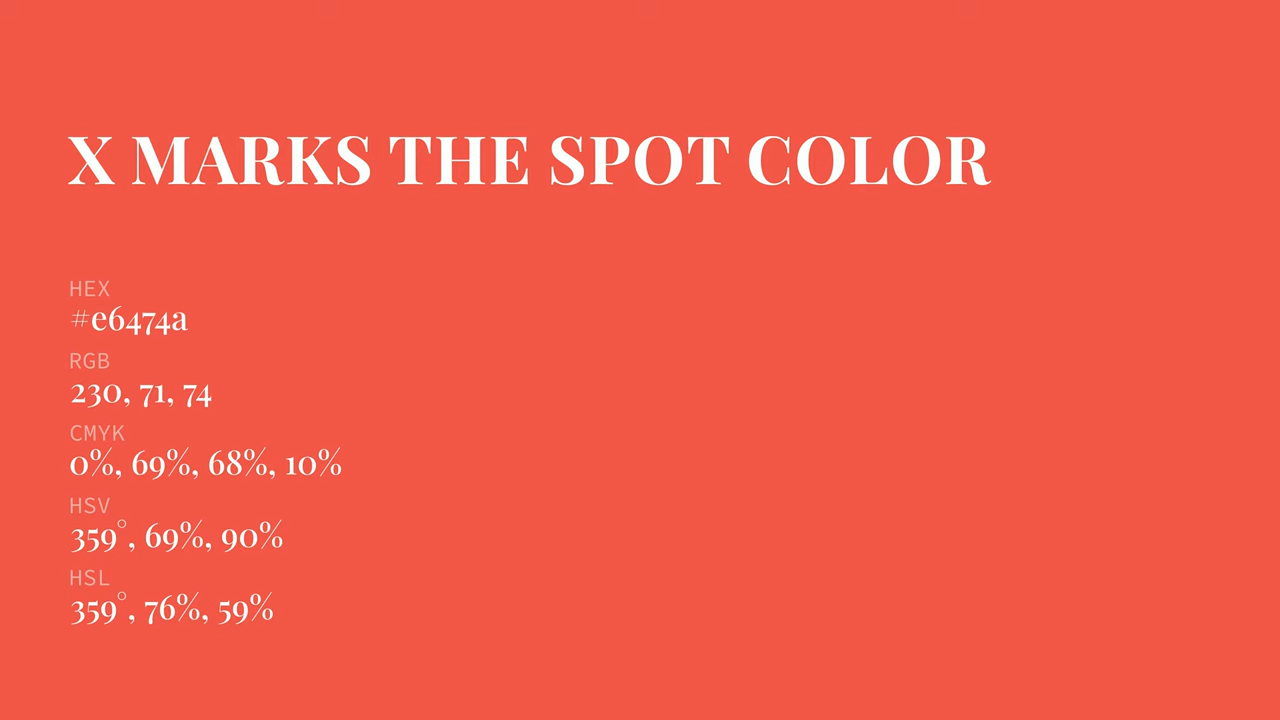 X MARKS THE SPOT COLOR
HEX
#e6474a
RGB
230, 71, 74
CMYK
0%, 69%, 68%, 10%
HSV
359°, 69%, 90%
HSL
359°, 76%, 59%